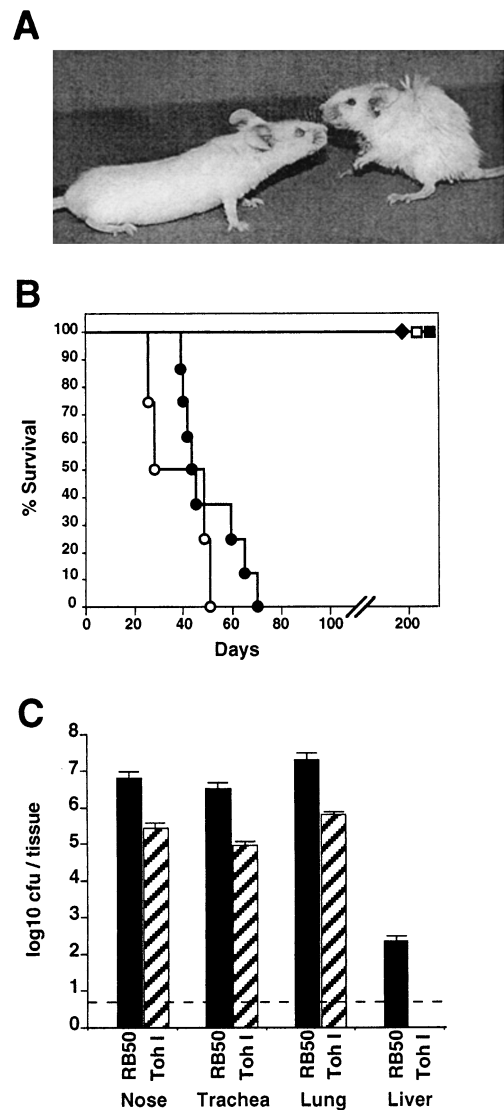 A
B
100
90
80
70
60
50
40
30
20
10
0
% Survival
0 20 40 60 80 100 200
Days
C
8
7
6
5
4
3
2
1
0
log10 cfu / tissue
RB50 Toh I RB50 Toh I RB50 Toh I RB50 Toh I
Nose Trachea Lung Liver